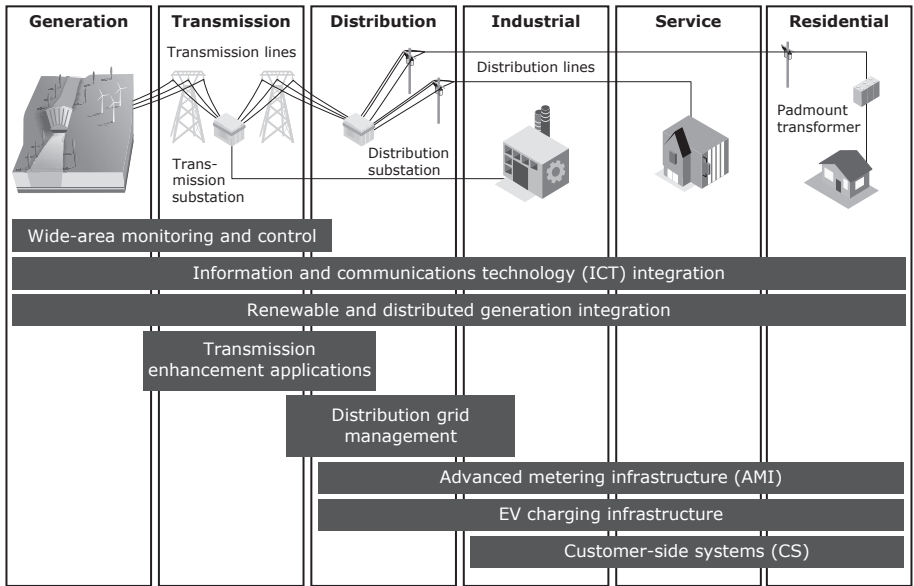 Generation
Transmission
Distribution
Industrial
Service
Residential
Transmission lines
Distribution lines
Padmount
transformer
Trans-
mission
substation
Distribution
substation
Wide-area monitoring and control
Information and communications technology (ICT) integration
Renewable and distributed generation integration
Transmission
enhancement applications
Distribution grid
management
Advanced metering infrastructure (AMI)
EV charging infrastructure
Customer-side systems (CS)